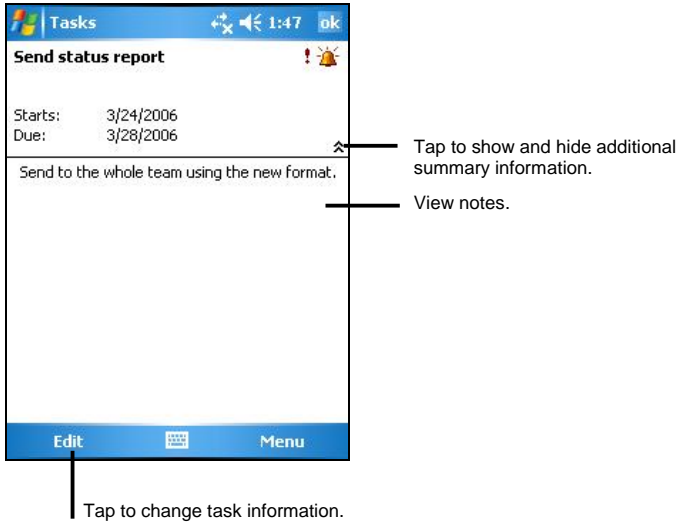 Tasks 1:47 ok
Send status report !
Starts: 3/24/2006
Due: 3/28/2006
Tap to show and hide additional
summary information.
Send to the whole team using the new format.
View notes.
Edit Menu
Tap to change task information.